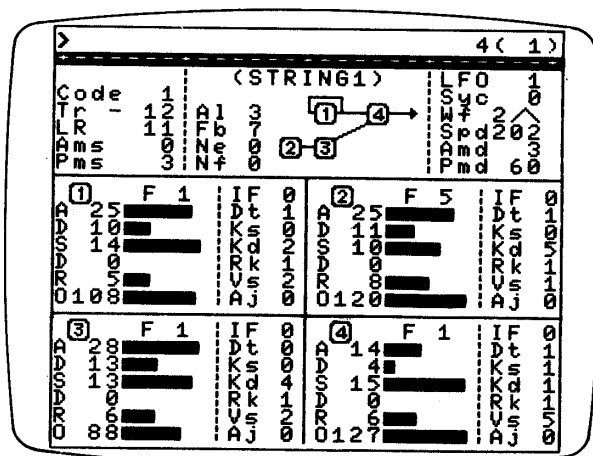 > 4( 1)
(STRING1)
Code 1
Tr - 12
LR 11
Ams 0
Pms 3
Al 3
Fb 7
Ne 0
Nf 0
1 4
2 3
LFO 1
Syc 0
Wf 2
Spd202
Amd 3
Pmd 60
1 F 1
A 25
D 10
S 14
D 0
R 5
O108
IF 0
Dt 1
Ks 0
Kd 2
Rk 1
Vs 2
Aj 0
2 F 5
A 25
D 11
S 10
D 0
R 8
O120
IF 0
Dt 1
Ks 0
Kd 5
Rk 1
Vs 1
Aj 0
3 F 1
A 28
D 13
S 13
D 0
R 6
O 88
IF 0
Dt 0
Ks 0
Kd 4
Rk 1
Vs 2
Aj 0
4 F 1
A 14
D 4
S 15
D 0
R 6
O127
IF 0
Dt 1
Ks 1
Kd 1
Rk 1
Vs 5
Aj 0